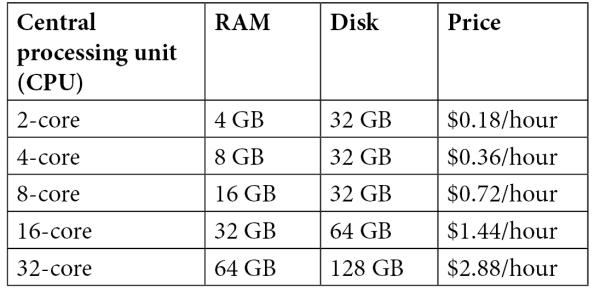 Central processing unit (CPU) RAM Disk Price
2-core 4 GB 32 GB $0.18/hour
4-core 8 GB 32 GB $0.36/hour
8-core 16 GB 32 GB $0.72/hour
16-core 32 GB 64 GB $1.44/hour
32-core 64 GB 128 GB $2.88/hour